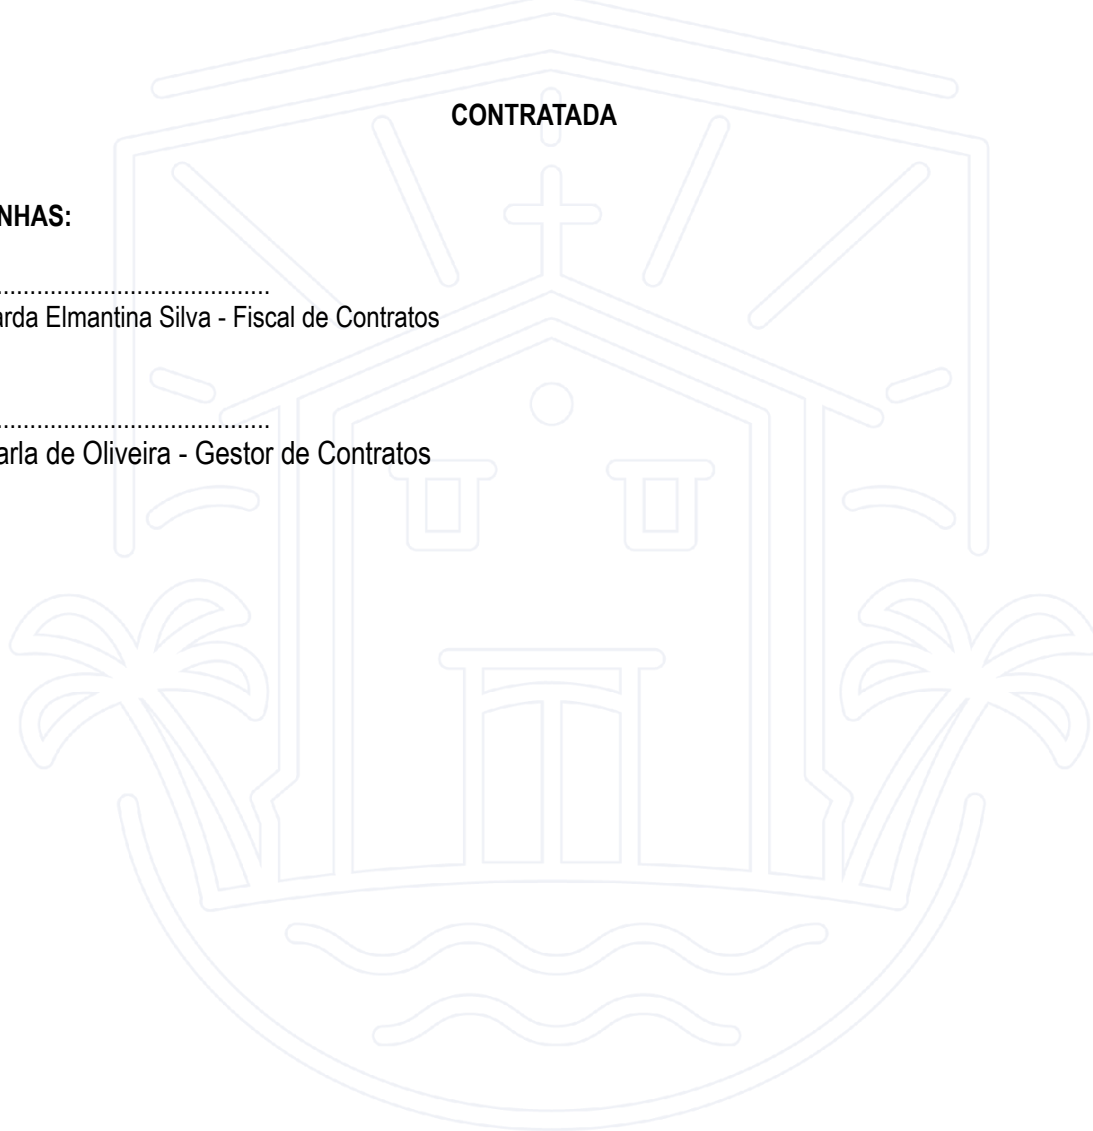 CONTRATADA
NHAS:
........................................
arda Elmantina Silva - Fiscal de Contratos
........................................
arla de Oliveira - Gestor de Contratos